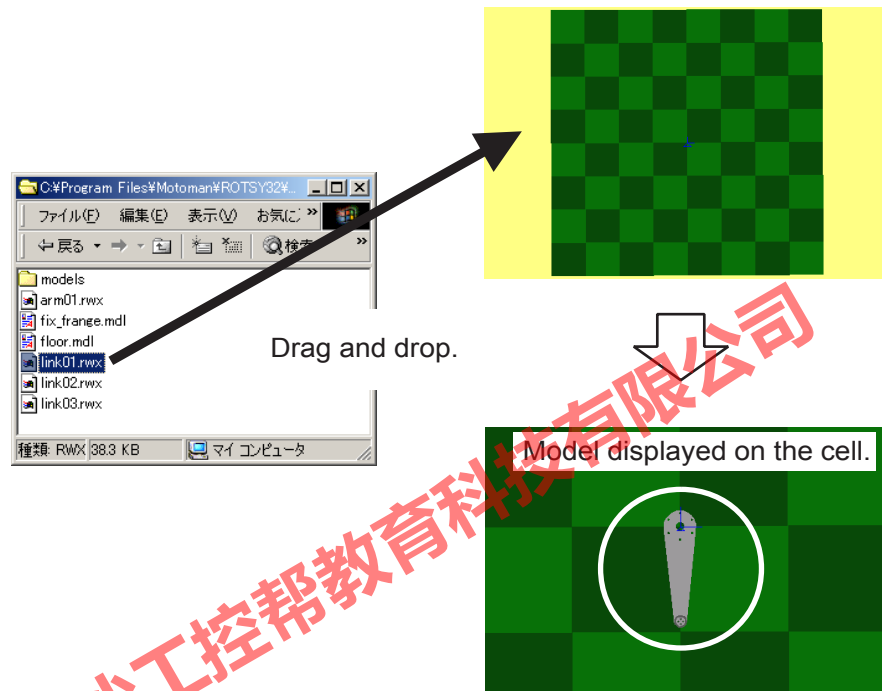 C:¥Program Files¥Motoman¥ROTSY32¥...
ファイル(F) 編集(E) 表示(V) お気に »
戻る 検索 »
models
arm01.rwx
fix_frange.mdl
floor.mdl
link01.rwx
link02.rwx
link03.rwx
種類: RWX 38.3 KB マイ コンピュータ
Drag and drop.
Model displayed on the cell.
工控帮教育科技有限公司